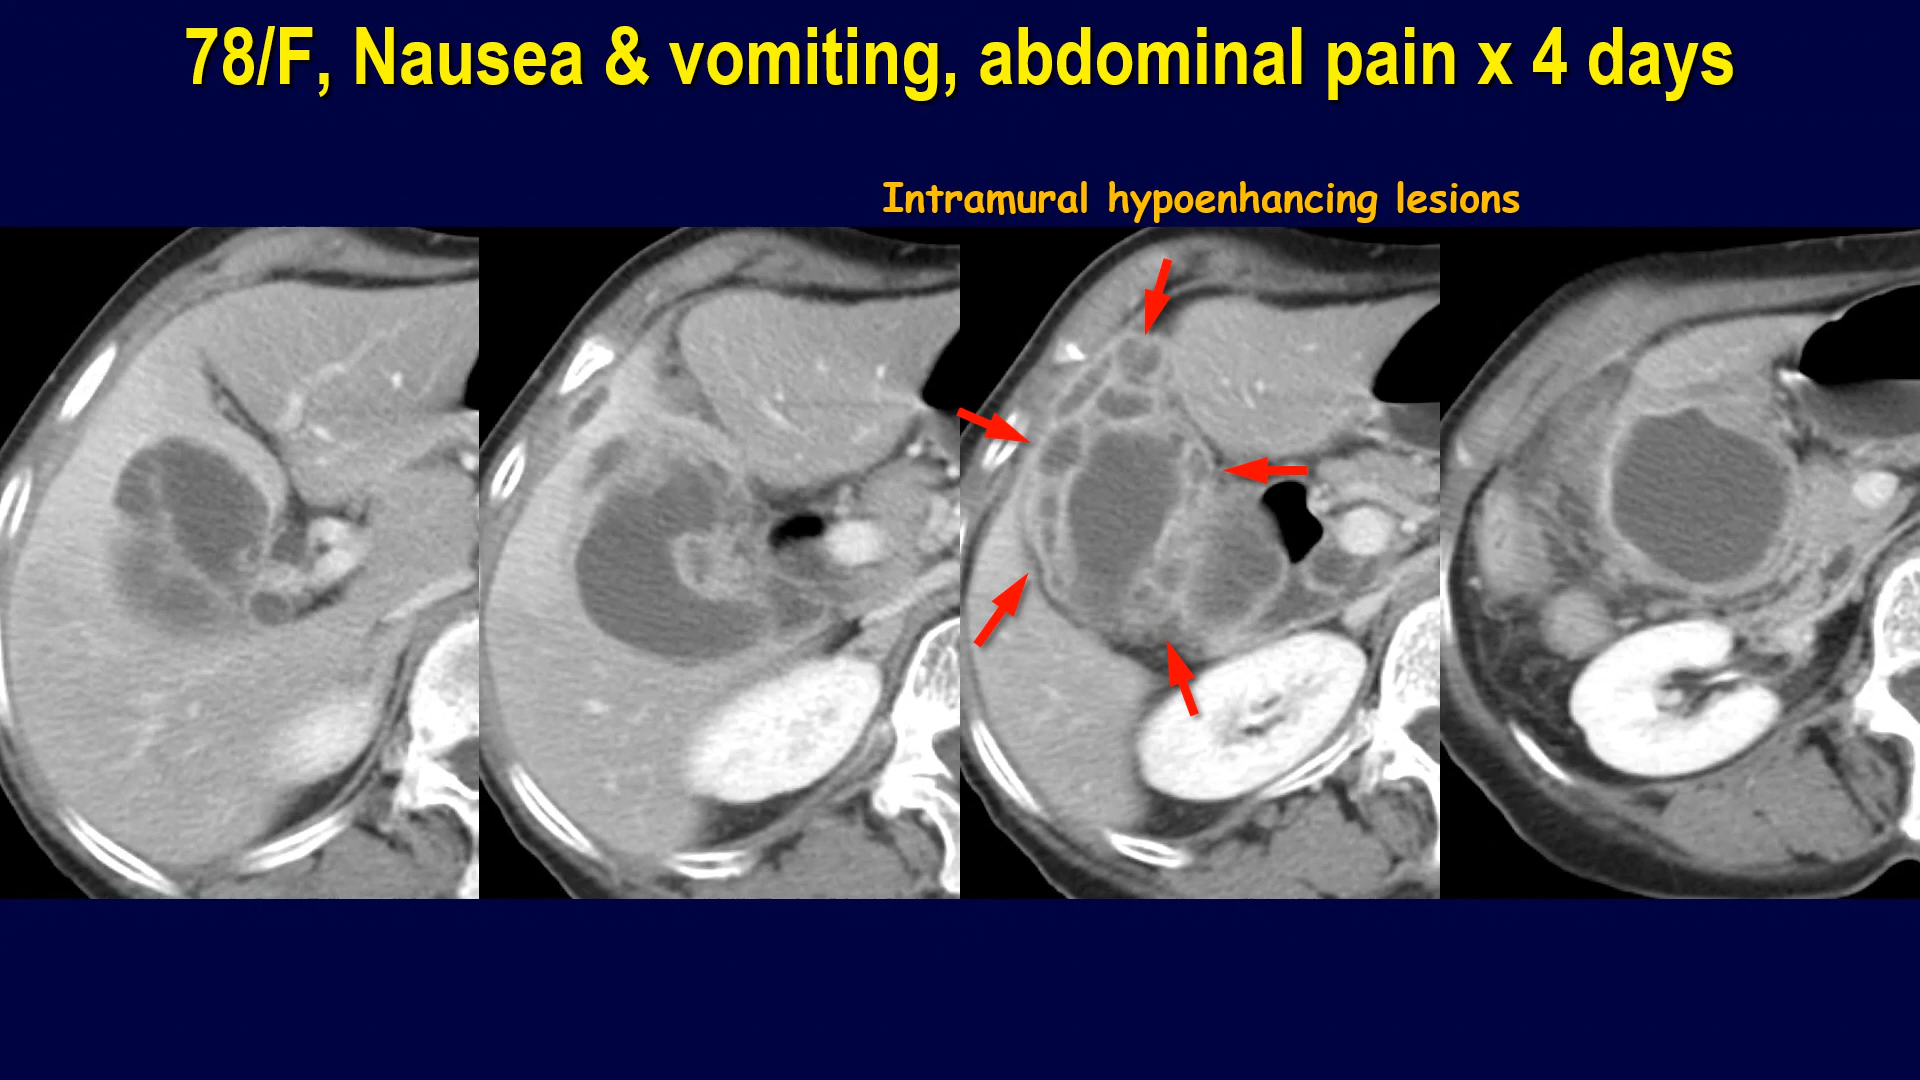 78/F, Nausea & vomiting, abdominal pain x 4 days
Intramural hypoenhancing lesions